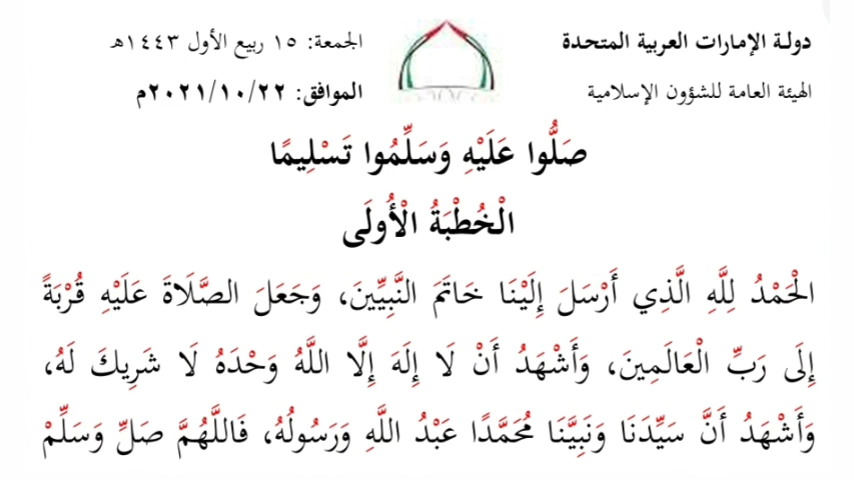 دولـة الإمارات العربية المتحدة
الهيئة العامة للشؤون الإسلامية
الجمعة: ١٥ ربيع الأول ١٤٤٣هـ
الموافق: ٢٠٢١/١٠/٢٢م
صَلُّوا عَلَيْهِ وَسَلِّمُوا تَسْلِيمًا
الْخُطْبَةُ الْأُولَى
الْحَمْدُ لِلَّهِ الَّذِي أَرْسَلَ إِلَيْنَا خَاتَمَ النَّبِيِّينَ، وَجَعَلَ الصَّلَاةَ عَلَيْهِ قُرْبَةً
إِلَى رَبِّ الْعَالَمِينَ، وَأَشْهَدُ أَنْ لَا إِلَهَ إِلَّا اللَّهُ وَحْدَهُ لَا شَرِيكَ لَهُ،
وَأَشْهَدُ أَنَّ سَيِّدَنَا وَنَبِيَّنَا مُحَمَّدًا عَبْدُ اللَّهِ وَرَسُولُهُ، فَاللَّهُمَّ صَلِّ وَسَلِّمْ